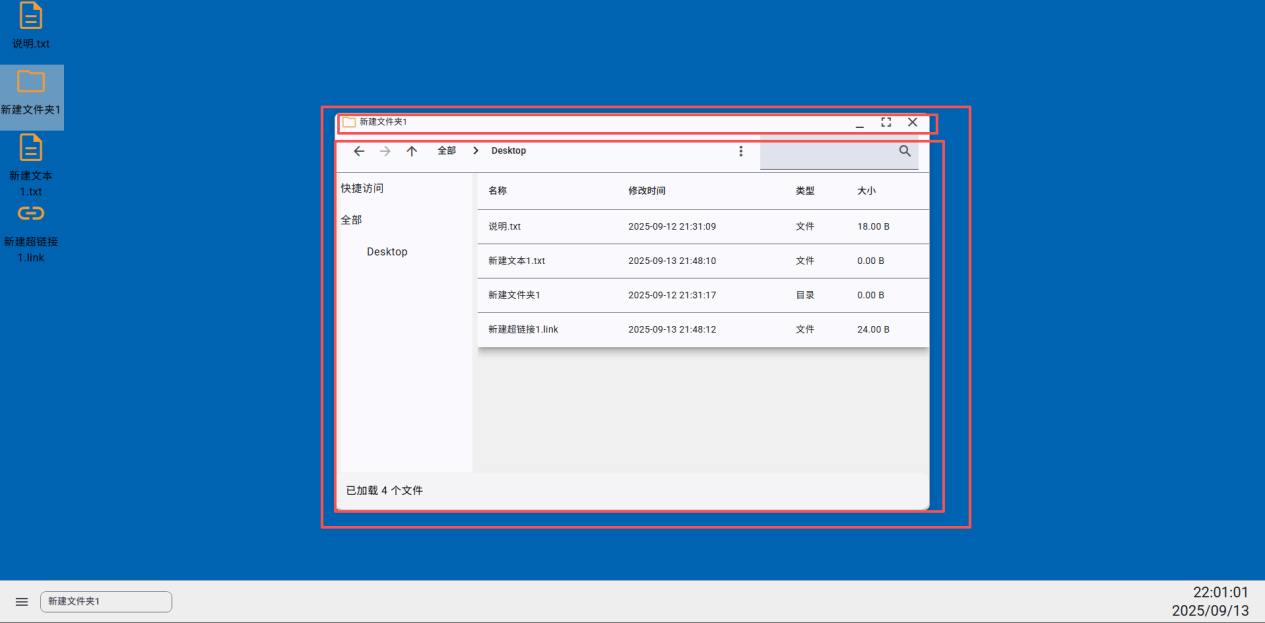 说明.txt
新建文件夹1
新建文本
1.txt
新建超链接
1.link
新建文件夹1
全部 Desktop
快捷访问
全部
Desktop
名称 修改时间 类型 大小
说明.txt 2025-09-12 21:31:09 文件 18.00 B
新建文本1.txt 2025-09-13 21:48:10 文件 0.00 B
新建文件夹1 2025-09-12 21:31:17 目录 0.00 B
新建超链接1.link 2025-09-13 21:48:12 文件 24.00 B
已加载 4 个文件
新建文件夹1
22:01:01
2025/09/13